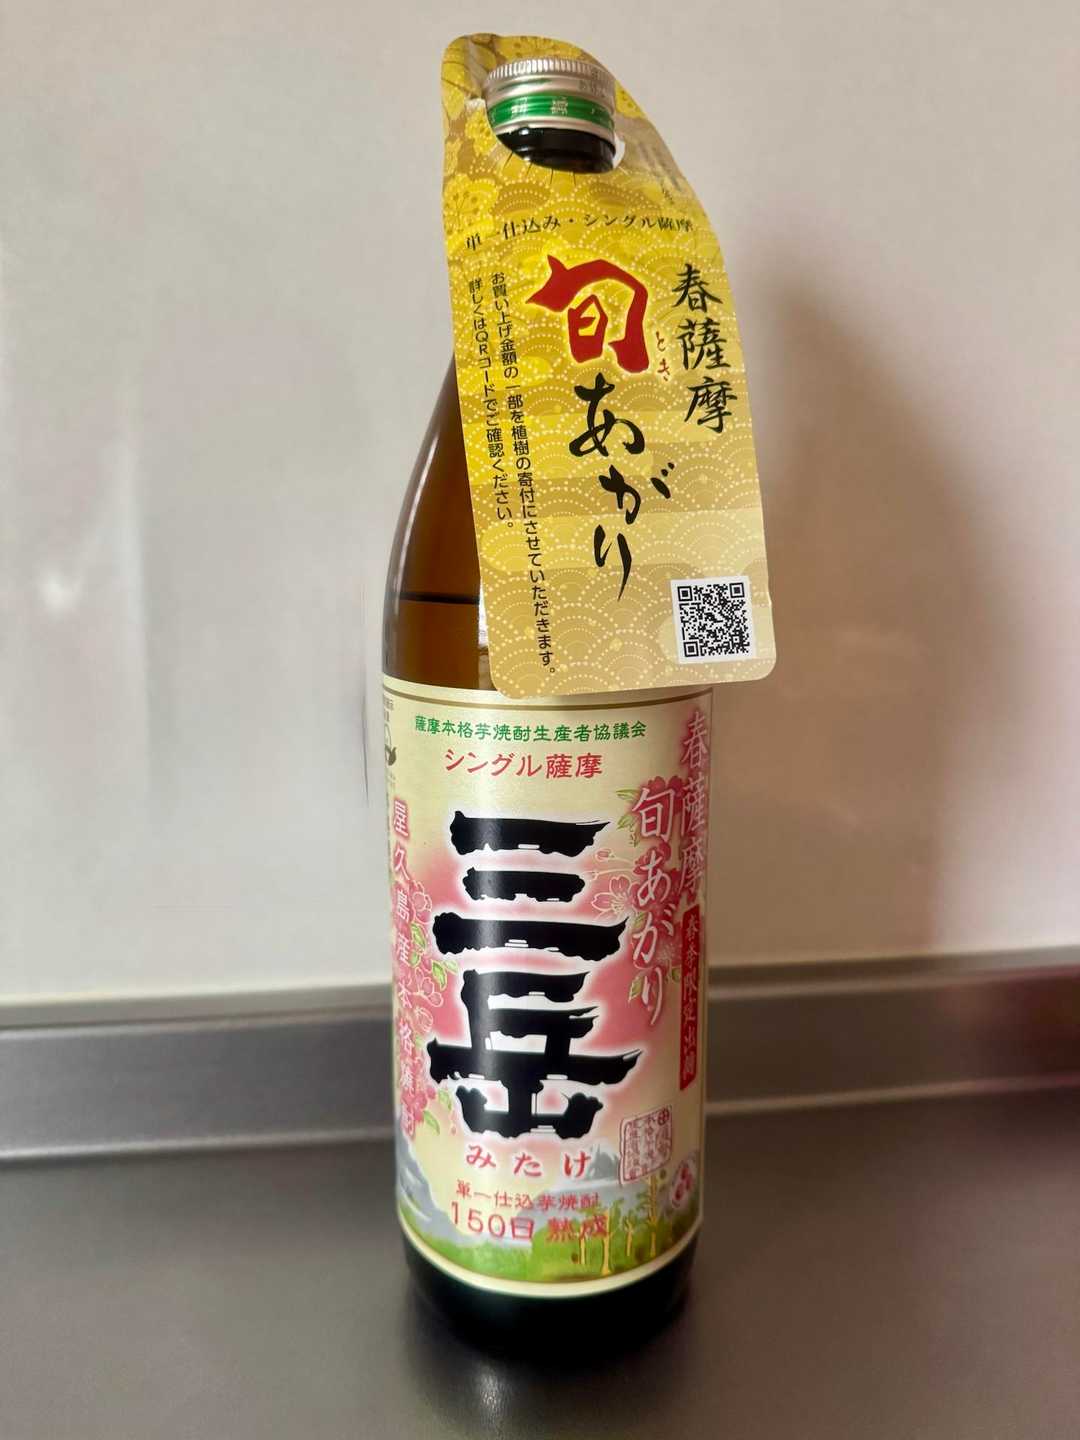 単一仕込み・シングル薩摩
春薩摩
旬あがり
とき
お買い上げ金額の一部を植樹の寄付にさせていただきます。
詳しくはQRコードでご確認ください。
薩摩本格芋焼酎生産者協議会
シングル薩摩
春薩摩
旬あがり
春季限定出荷
三岳
みたけ
屋久島産本格焼酎
単一仕込芋焼酎
150日熟成